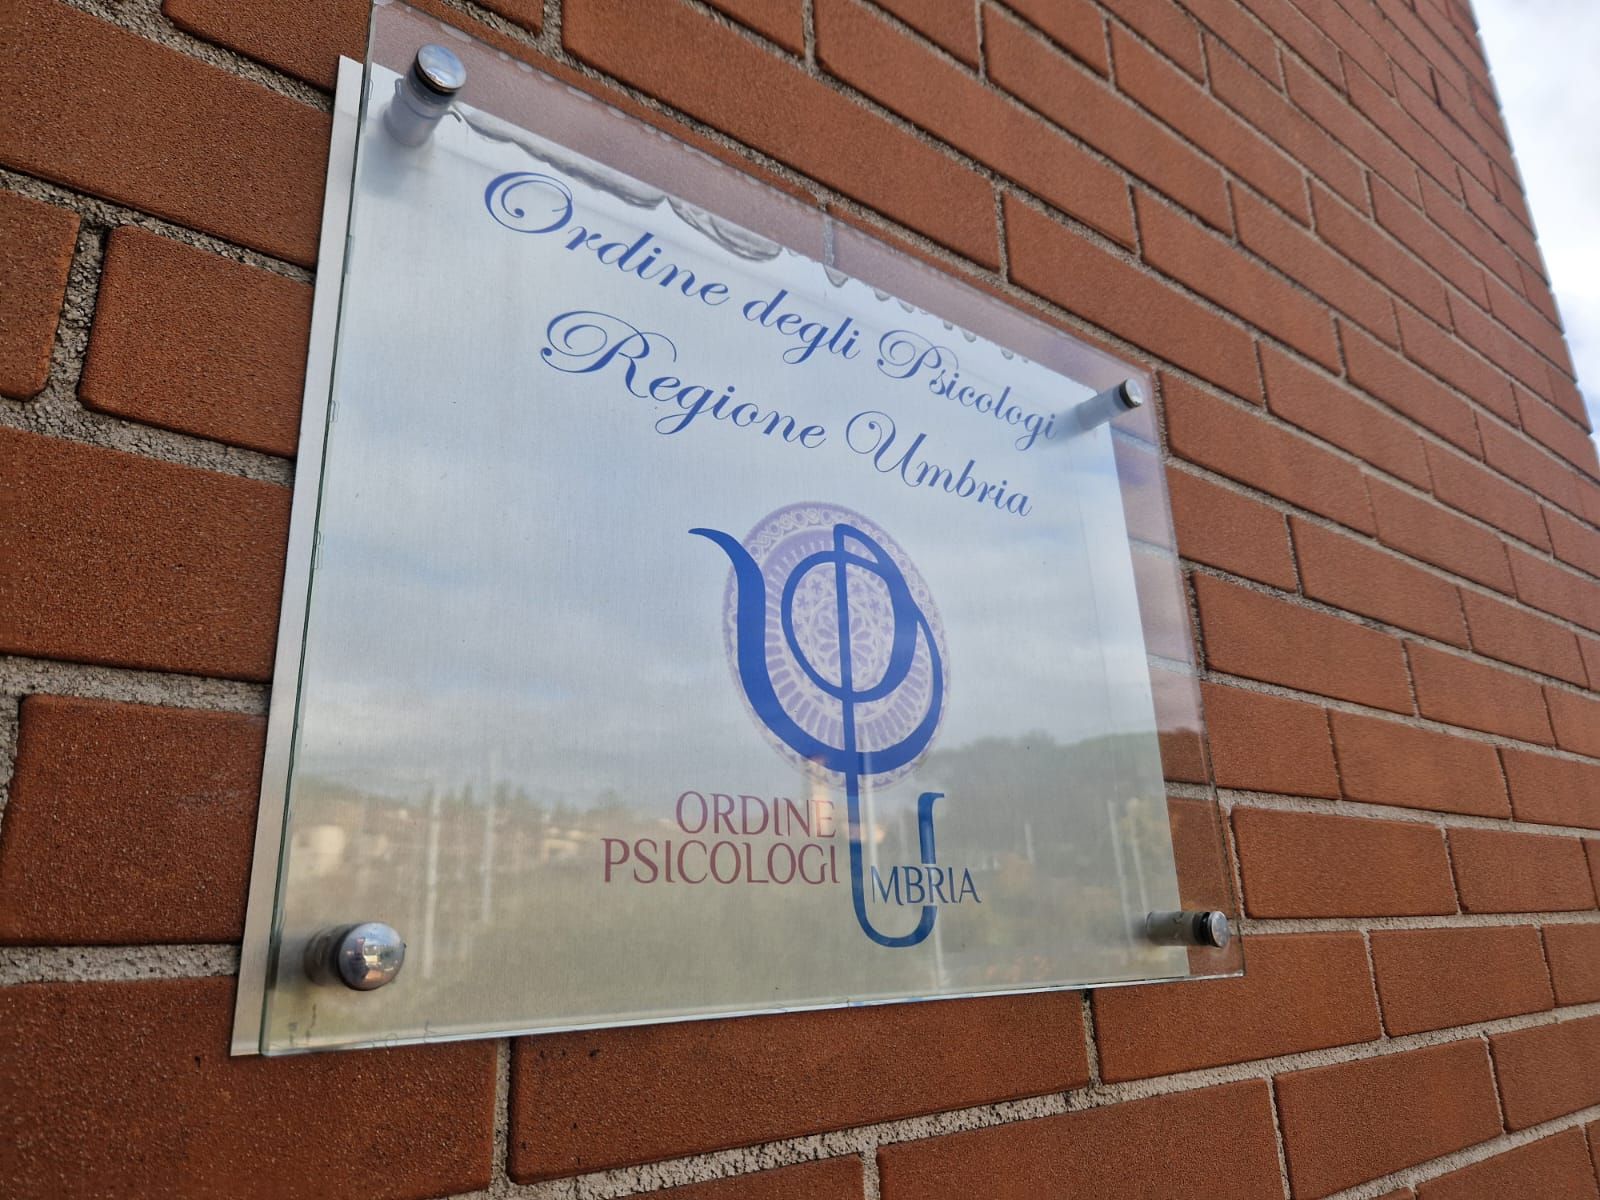 Ordine degli Psicologi
Regione Umbria
ORDINE
PSICOLOGI UMBRIA